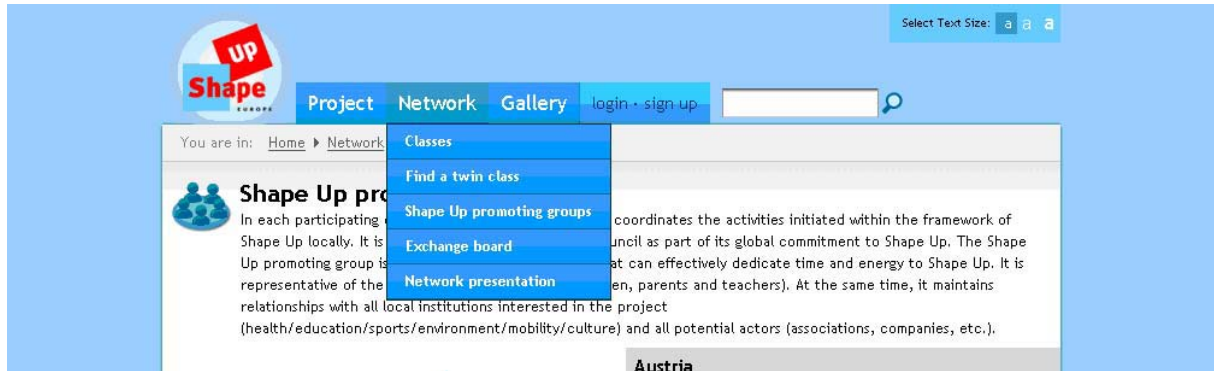 Select Text Size: a a a
Shape
UP
EUROPE
Project Network Gallery login · sign up
You are in: Home Network
Classes
Find a twin class
Shape Up promoting groups
Exchange board
Network presentation
Shape Up pro
In each participating coordinates the activities initiated within the framework of
Shape Up locally. It is uncil as part of its global commitment to Shape Up. The Shape
Up promoting group is at can effectively dedicate time and energy to Shape Up. It is
representative of the en, parents and teachers). At the same time, it maintains
relationships with all local institutions interested in the project
(health/education/sports/environment/mobility/culture) and all potential actors (associations, companies, etc.).
Austria